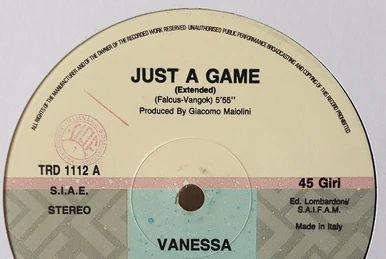 ALL RIGHTS OF THE MANUFACTURER AND OF THE OWNER OF THE RECORDED WORK RESERVED UNAUTHORISED PUBLIC PERFORMANCE BROADCASTING AND COPYING OF THIS RECORD PROHIBITED
JUST A GAME
(Extended)
(Falcus-Vangok) 5'55''
Produced By Giacomo Maiolini
TRD 1112 A
S.I.A.E.
STEREO
45 Giri
Ed. Lombardoni/
S.A.I.F.A.M.
Made in Italy
VANESSA